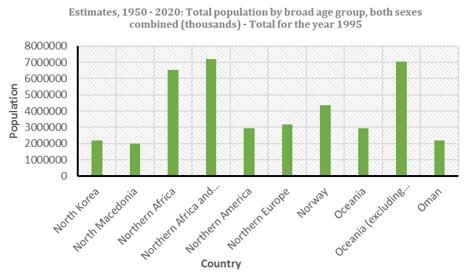 Estimates, 1950 - 2020: Total population by broad age group, both sexes
combined (thousands) - Total for the year 1995
8000000
7000000
6000000
5000000
4000000
3000000
2000000
1000000
0
Population
North Korea
North Macedonia
Northern Africa
Northern Africa and...
Northern America
Northern Europe
Norway
Oceania
Oceania (excluding...
Oman
Country